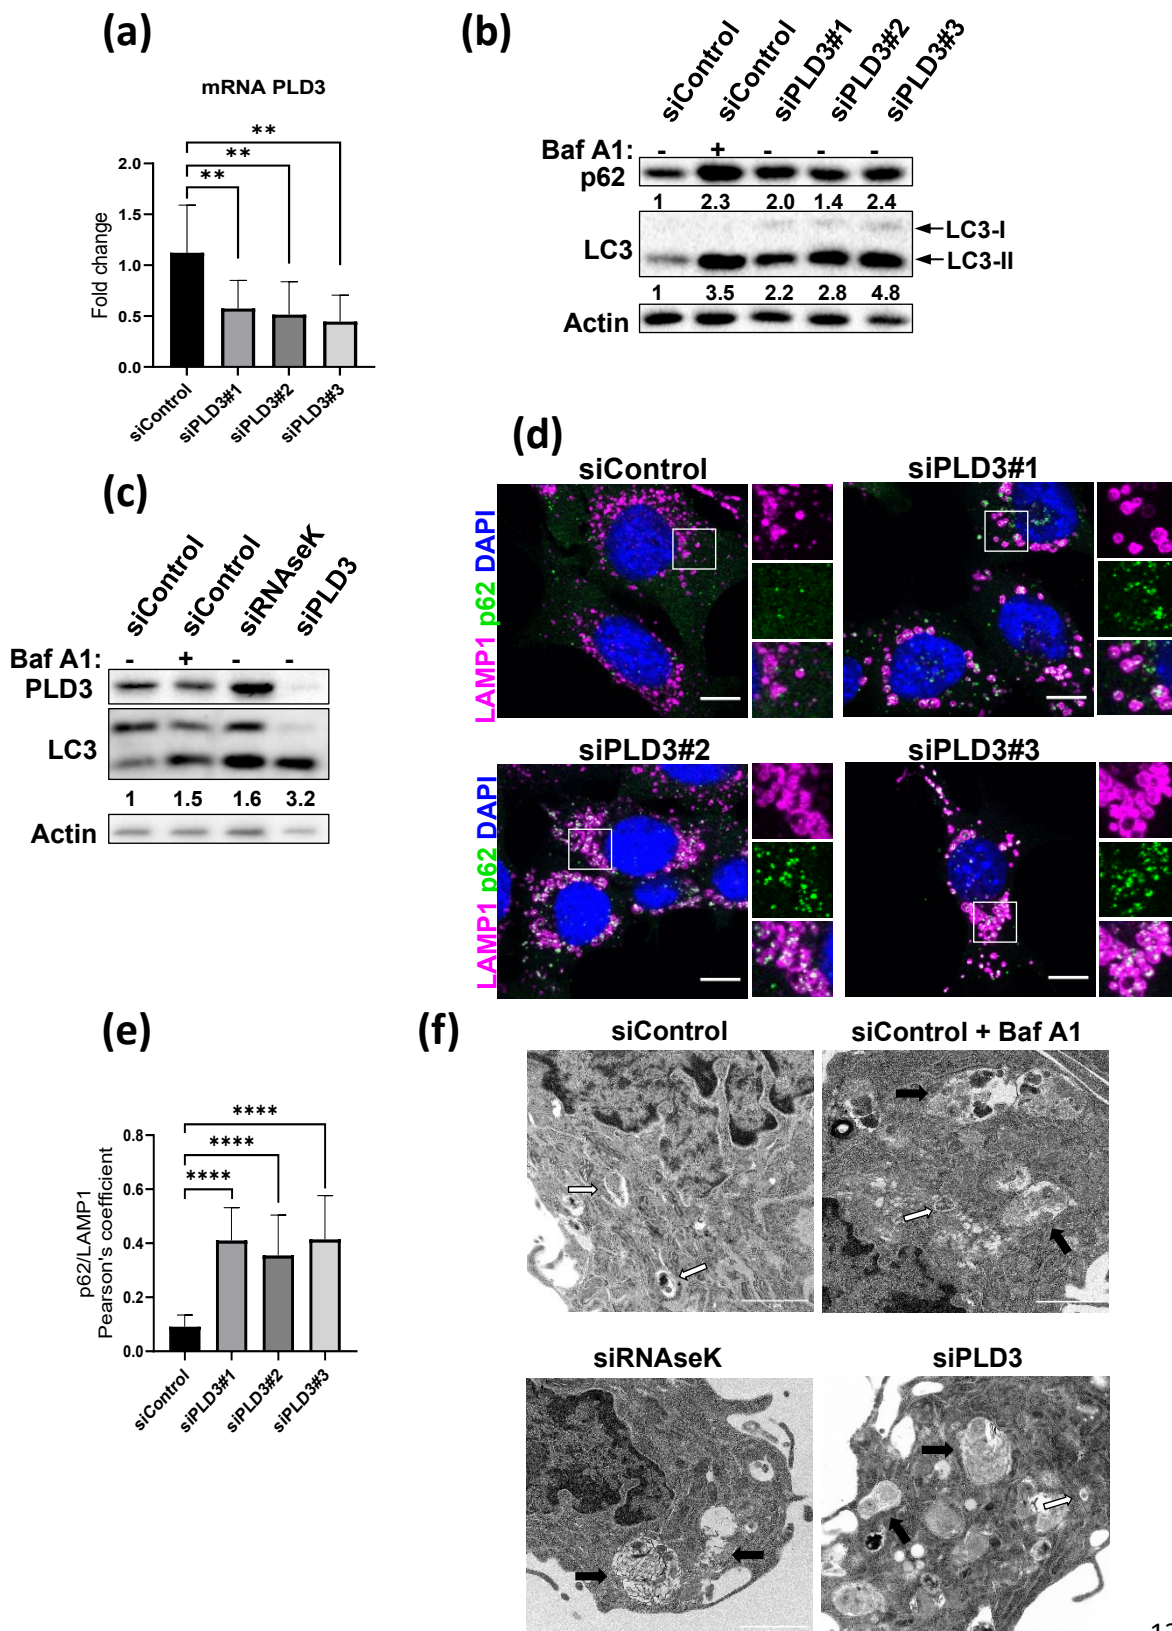 (a)
mRNA PLD3
**
**
**
Fold change
2.0
1.5
1.0
0.5
0.0
siControl
siPLD3#1
siPLD3#2
siPLD3#3
(b)
siControl
siControl
siPLD3#1
siPLD3#2
siPLD3#3
Baf A1: - + - - -
p62
1 2.3 2.0 1.4 2.4
LC3
LC3-I
LC3-II
1 3.5 2.2 2.8 4.8
Actin
(c)
siControl
siControl
siRNAseK
siPLD3
Baf A1: - + - -
PLD3
LC3
1 1.5 1.6 3.2
Actin
(d)
siControl
siPLD3#1
LAMP1 p62 DAPI
siPLD3#2
siPLD3#3
LAMP1 p62 DAPI
(e)
****
****
****
p62/LAMP1
Pearson's coefficient
0.8
0.6
0.4
0.2
0.0
siControl
siPLD3#1
siPLD3#2
siPLD3#3
(f)
siControl
siControl + Baf A1
siRNAseK
siPLD3